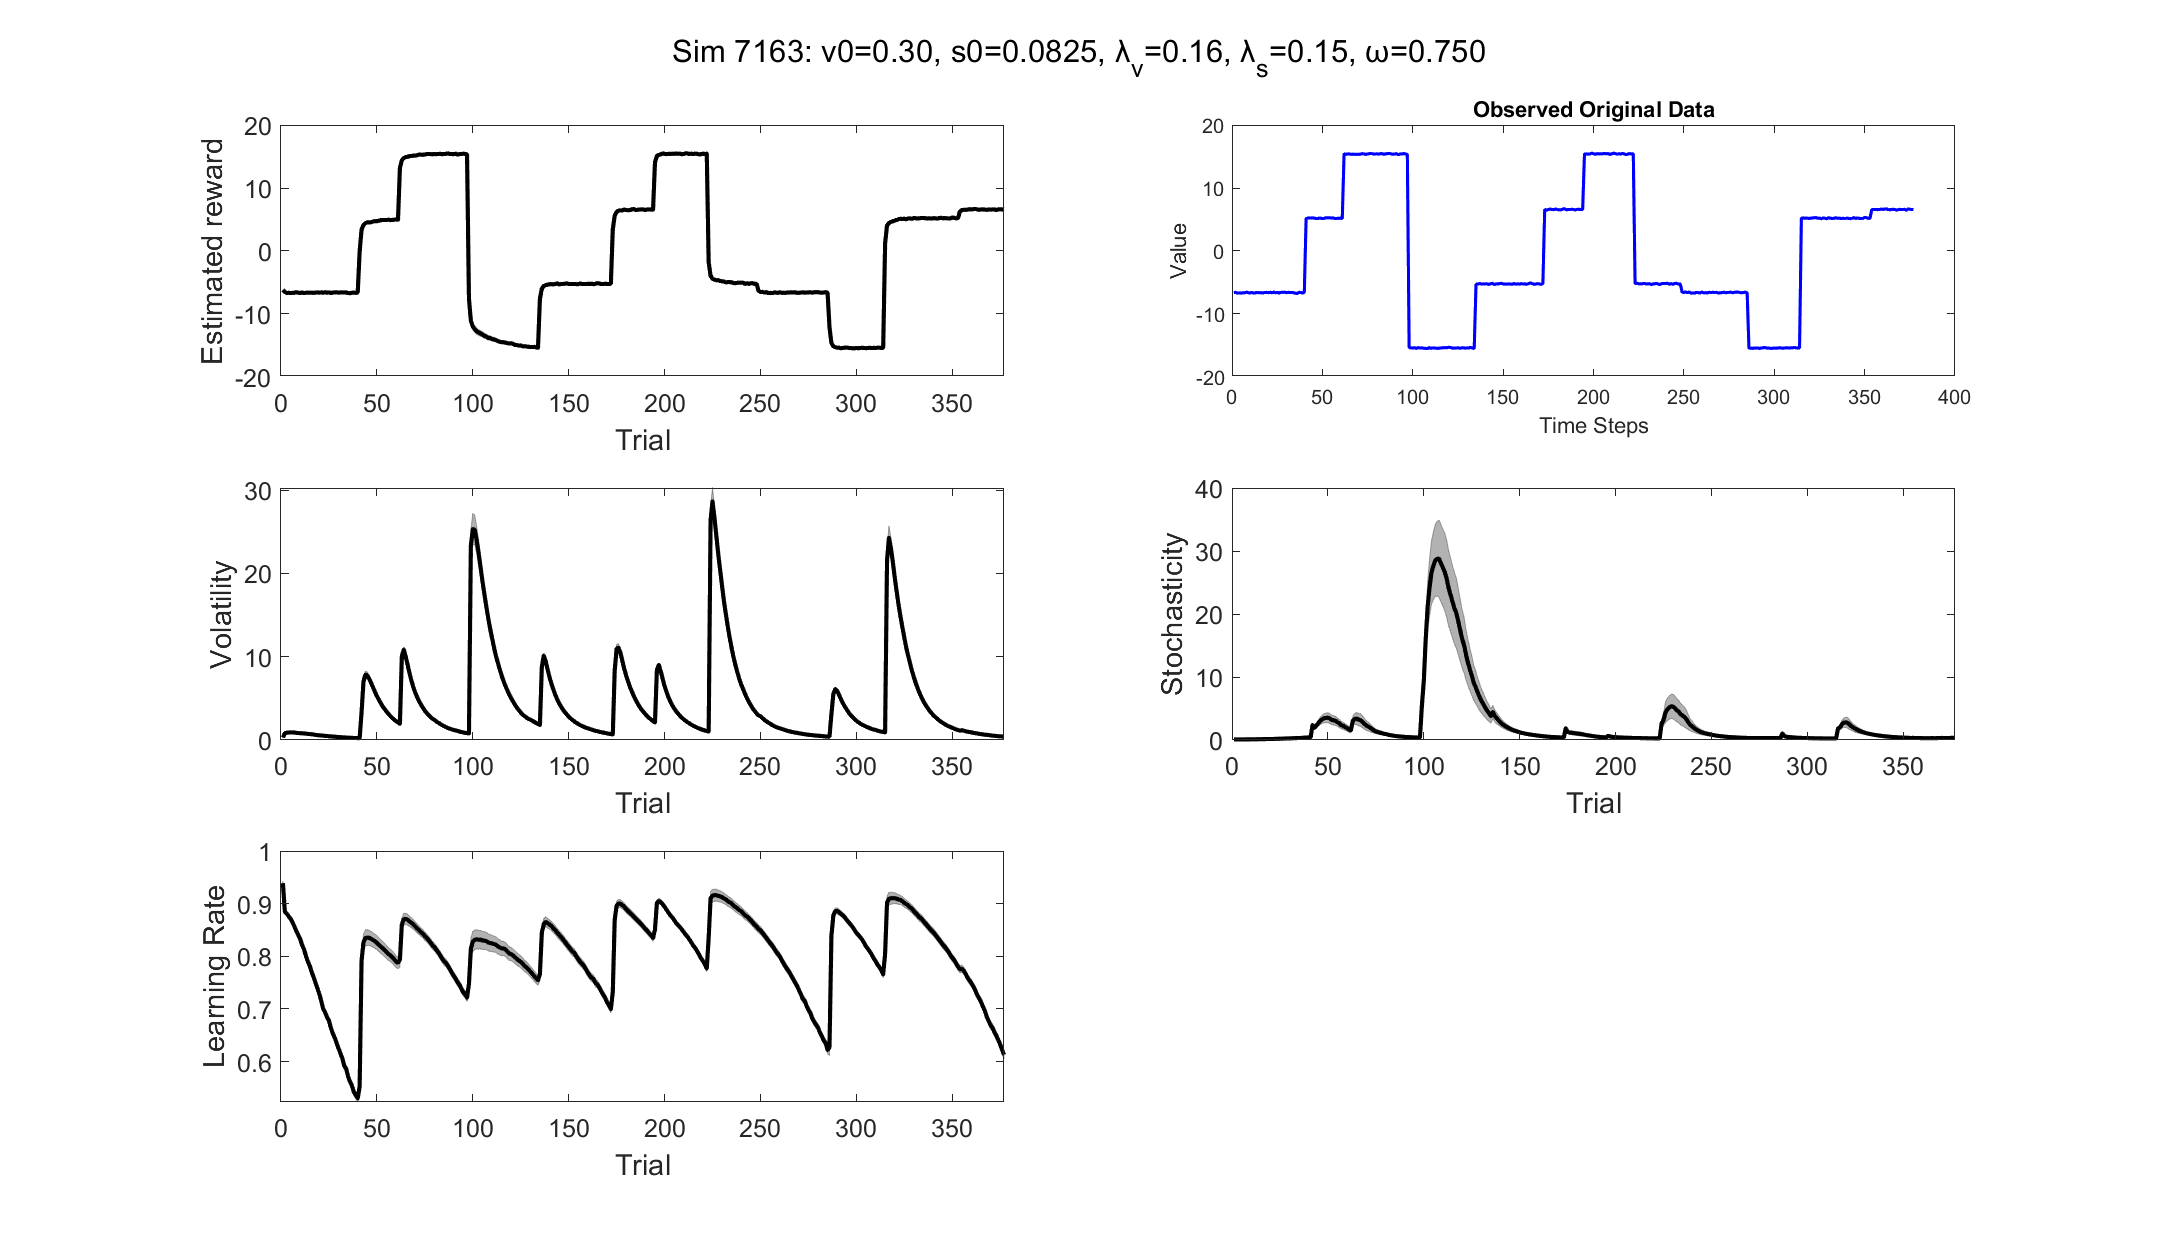 Sim 7163: v0=0.30, s0=0.0825, λ_v=0.16, λ_s=0.15, ω=0.750
20
10
0
-10
-20
Estimated reward
0 50 100 150 200 250 300 350
Trial
Observed Original Data
20
10
0
-10
-20
Value
0 50 100 150 200 250 300 350 400
Time Steps
30
20
10
0
Volatility
0 50 100 150 200 250 300 350
Trial
40
30
20
10
0
Stochasticity
0 50 100 150 200 250 300 350
Trial
1
0.9
0.8
0.7
0.6
Learning Rate
0 50 100 150 200 250 300 350
Trial